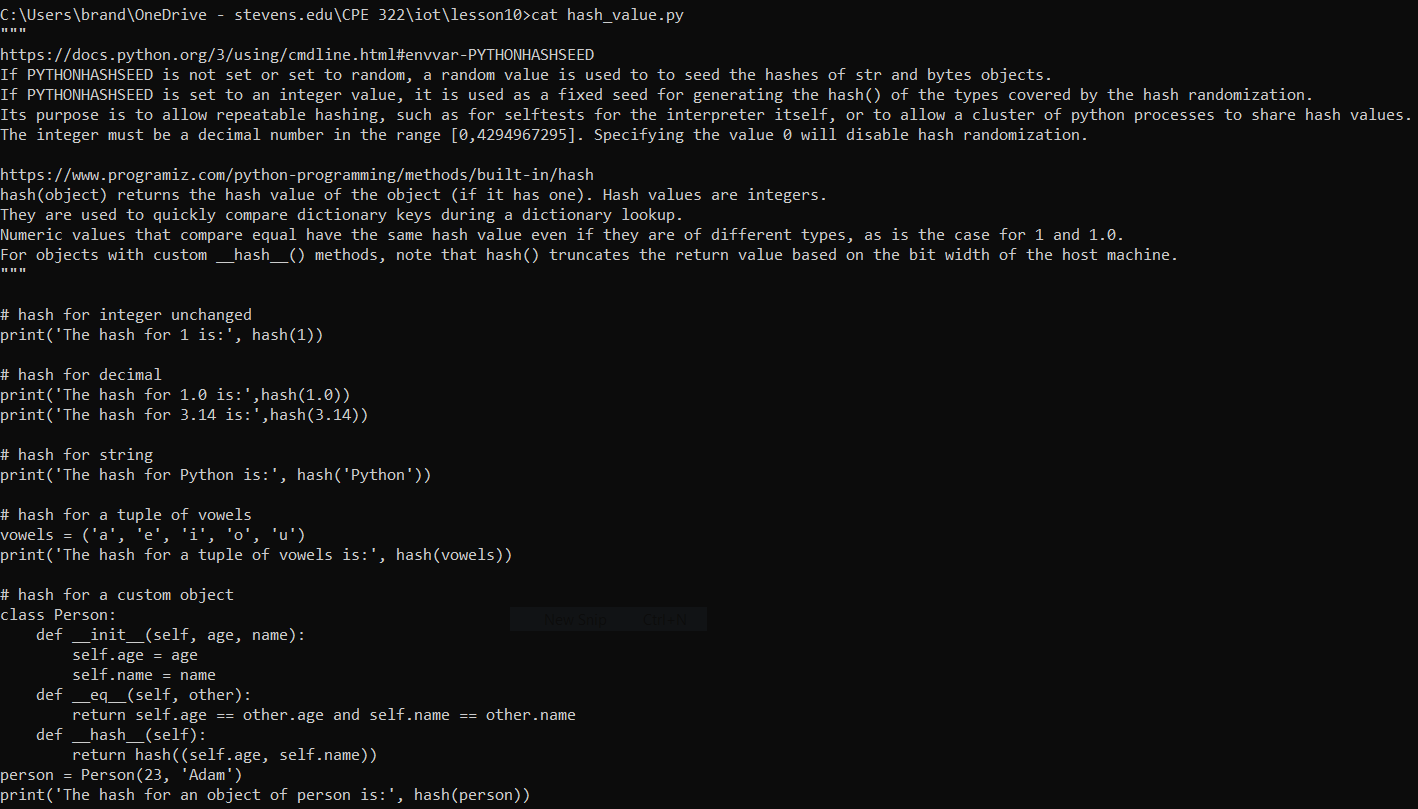 C:\Users\brand\OneDrive - stevens.edu\CPE 322\iot\lesson10>cat hash_value.py
"""
https://docs.python.org/3/using/cmdline.html#envvar-PYTHONHASHSEED
If PYTHONHASHSEED is not set or set to random, a random value is used to to seed the hashes of str and bytes objects.
If PYTHONHASHSEED is set to an integer value, it is used as a fixed seed for generating the hash() of the types covered by the hash randomization.
Its purpose is to allow repeatable hashing, such as for selftests for the interpreter itself, or to allow a cluster of python processes to share hash values.
The integer must be a decimal number in the range [0,4294967295]. Specifying the value 0 will disable hash randomization.

https://www.programiz.com/python-programming/methods/built-in/hash
hash(object) returns the hash value of the object (if it has one). Hash values are integers.
They are used to quickly compare dictionary keys during a dictionary lookup.
Numeric values that compare equal have the same hash value even if they are of different types, as is the case for 1 and 1.0.
For objects with custom __hash__() methods, note that hash() truncates the return value based on the bit width of the host machine.
"""

# hash for integer unchanged
print('The hash for 1 is:', hash(1))

# hash for decimal
print('The hash for 1.0 is:',hash(1.0))
print('The hash for 3.14 is:',hash(3.14))

# hash for string
print('The hash for Python is:', hash('Python'))

# hash for a tuple of vowels
vowels = ('a', 'e', 'i', 'o', 'u')
print('The hash for a tuple of vowels is:', hash(vowels))

# hash for a custom object
class Person:
New Snip Ctrl+N
    def __init__(self, age, name):
        self.age = age
        self.name = name
    def __eq__(self, other):
        return self.age == other.age and self.name == other.name
    def __hash__(self):
        return hash((self.age, self.name))
person = Person(23, 'Adam')
print('The hash for an object of person is:', hash(person))